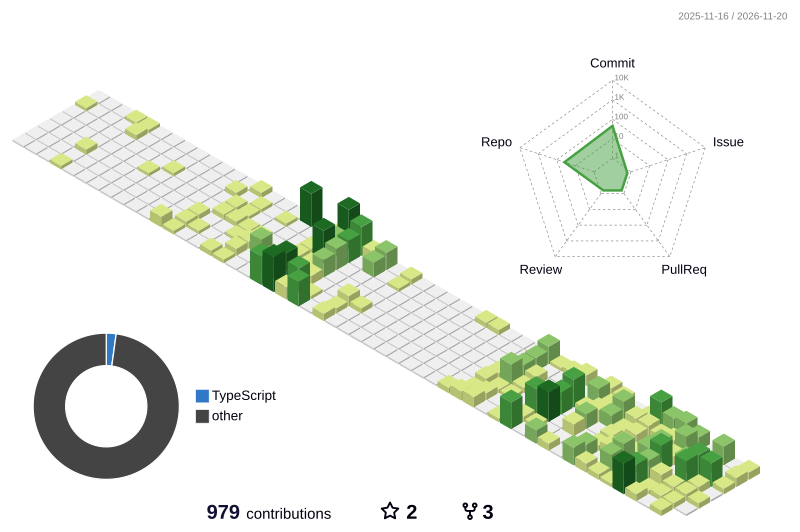 2025-11-16 / 2026-11-20
Commit
10K
1K
100
10
1
Repo
Issue
Review
PullReq
TypeScript
other
979 contributions
2
3